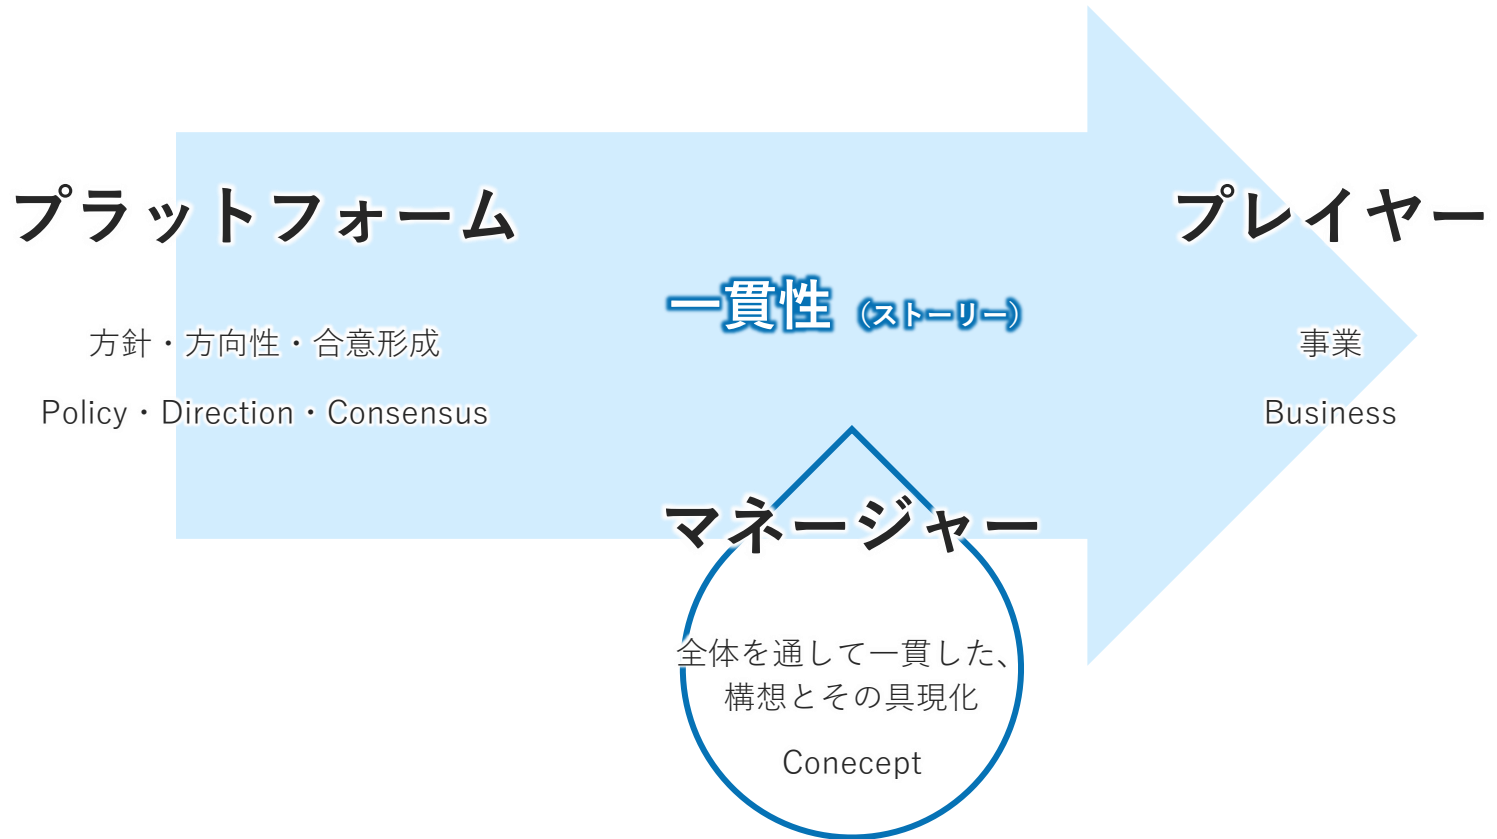 プラットフォーム
方針・方向性・合意形成
Policy・Direction・Consensus
一貫性（ストーリー）
プレイヤー
事業
Business
マネージャー
全体を通して一貫した、
構想とその具現化
Conecept